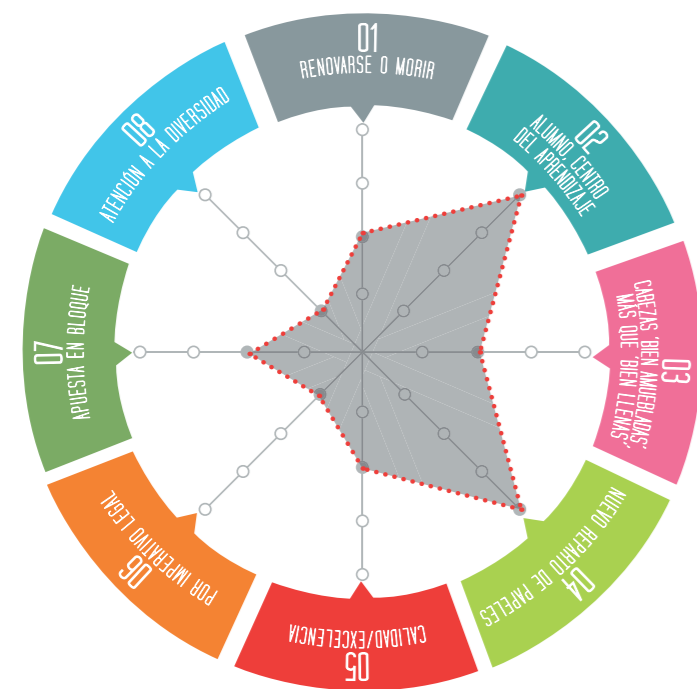 01
RENOVARSE O MORIR
02
ALUMNO, CENTRO
DEL APRENDIZAJE
03
CABEZAS 'BIEN AMUEBLADAS'
MÁS QUE 'BIEN LLENAS',
04
NUEVO REPARTO DE PAPELES
05
CALIDAD/EXCELENCIA
06
POR IMPERATIVO LEGAL
07
APUESTA EN BLOQUE
08
ATENCIÓN A LA DIVERSIDAD